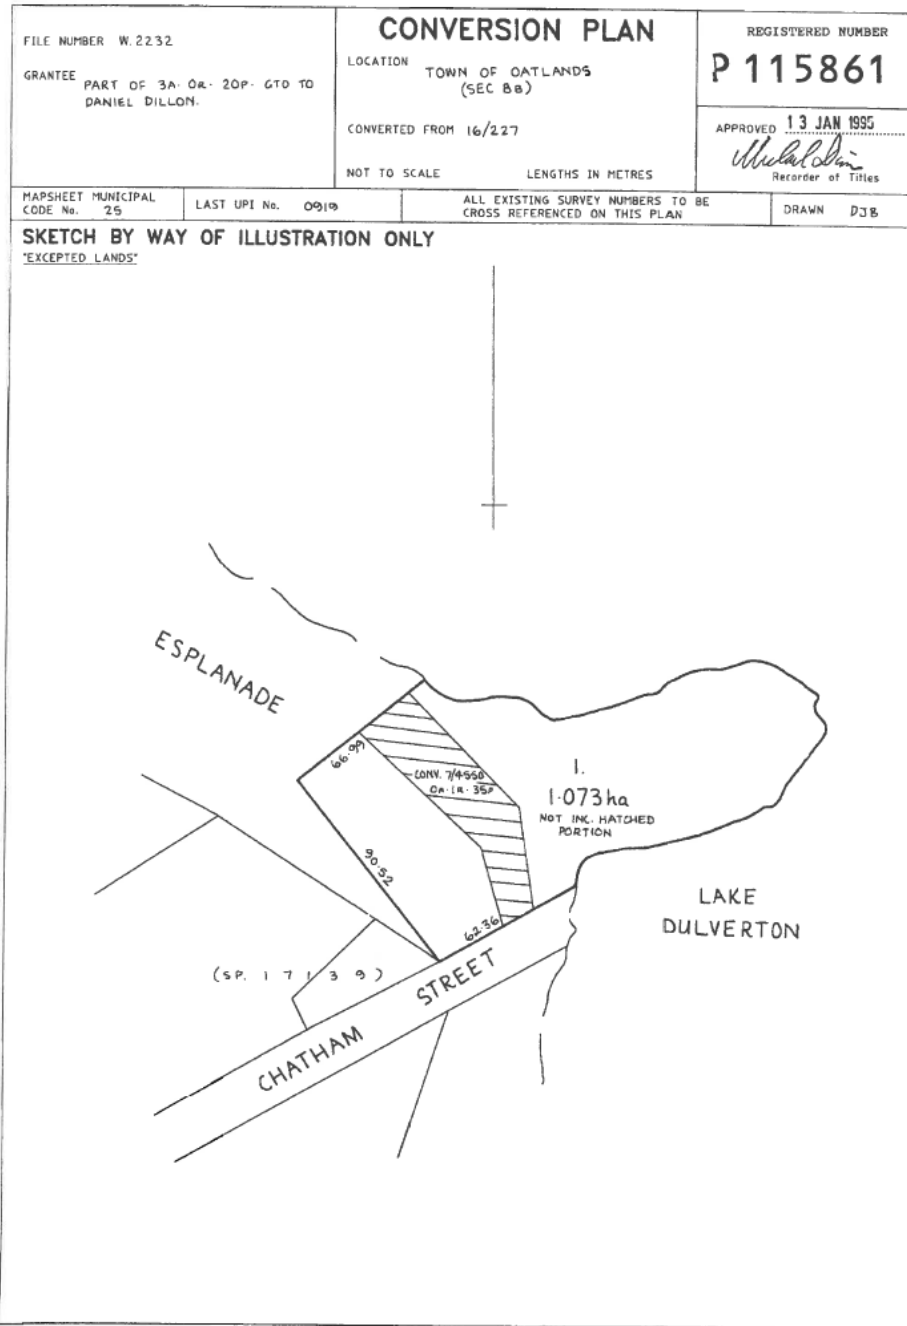 FILE NUMBER W. 2232
GRANTEE PART OF 3A. 0R. 20P. GTD TO
DANIEL DILLON.
CONVERSION PLAN
LOCATION
TOWN OF OATLANDS
(SEC BB)
CONVERTED FROM 16/227
NOT TO SCALE LENGTHS IN METRES
REGISTERED NUMBER
P 115861
APPROVED 13 JAN 1995
Recorder of Titles
MAPSHEET MUNICIPAL
CODE No. 25
LAST UPI No. 0919
ALL EXISTING SURVEY NUMBERS TO BE
CROSS REFERENCED ON THIS PLAN
DRAWN DJB
SKETCH BY WAY OF ILLUSTRATION ONLY
"EXCEPTED LANDS"
ESPLANADE
66.99
CONV. 7/4550
0A. 1R. 35P
1.
1.073ha
NOT INC. HATCHED
PORTION
90.52
62.36
LAKE
DULVERTON
(SP. 17139)
CHATHAM STREET